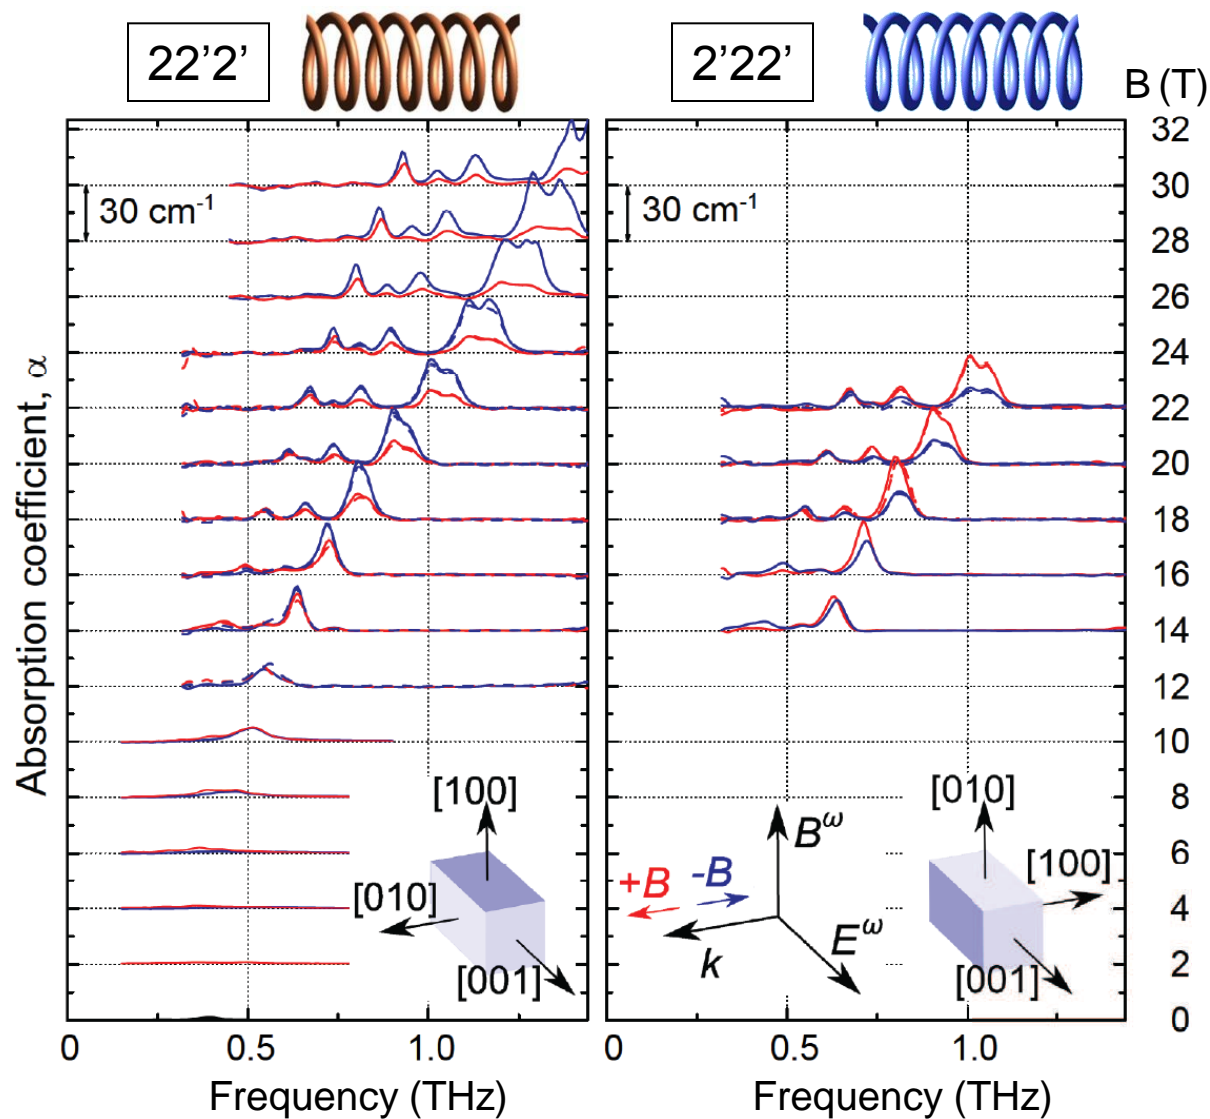 22’2’
2’22’
B (T)
30 cm-1
30 cm-1
32
30
28
26
24
22
20
18
16
14
12
10
8
6
4
2
0
Absorption coefficient, α
[100]
[010]
[001]
+B
-B
Bω
Eω
k
[010]
[100]
[001]
0 0.5 1.0
0 0.5 1.0
Frequency (THz)
Frequency (THz)